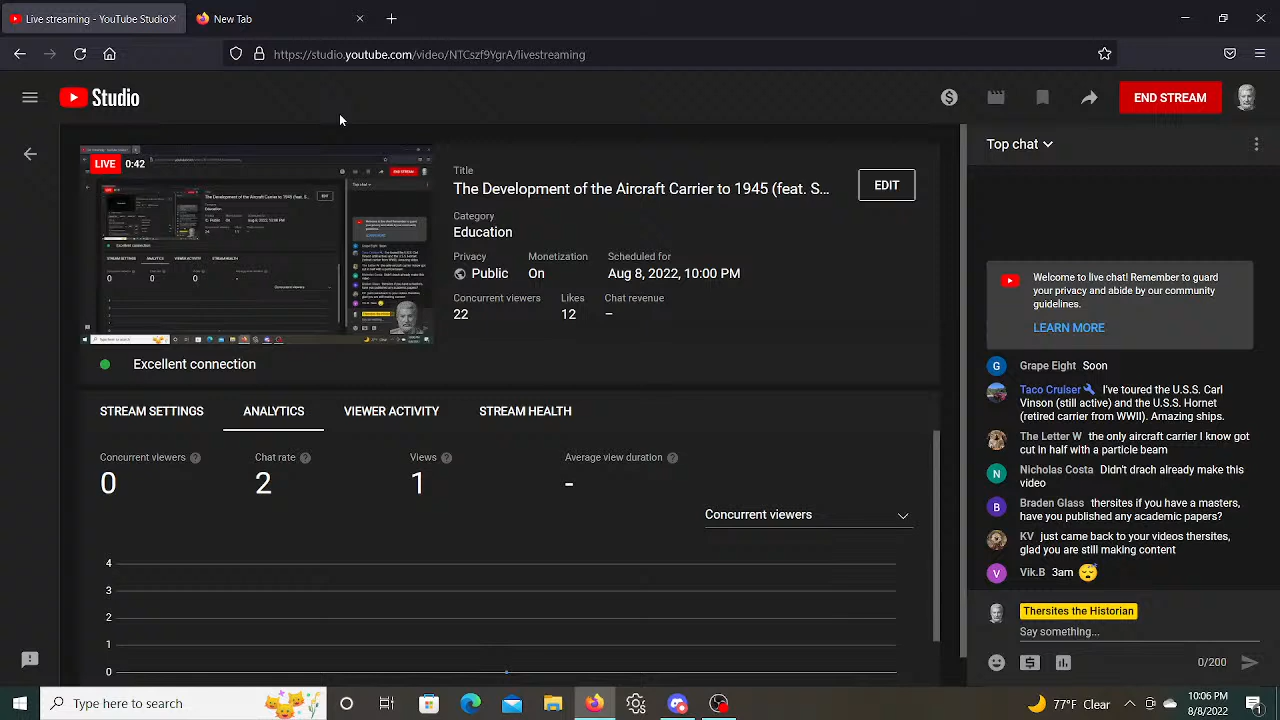 Live streaming - YouTube Studio
New Tab
https://studio.youtube.com/video/NTCszf9YgrA/livestreaming
Studio
END STREAM
LIVE 0:42
Title
The Development of the Aircraft Carrier to 1945 (feat. S...
EDIT
Category
Education
Privacy
Monetization
Scheduled for
Public
On
Aug 8, 2022, 10:00 PM
Concurrent viewers
Likes
Chat revenue
22
12
–
Excellent connection
STREAM SETTINGS
ANALYTICS
VIEWER ACTIVITY
STREAM HEALTH
Concurrent viewers
Chat rate
Views
Average view duration
0
2
1
-
Concurrent viewers
4
3
2
1
0
Top chat
Welcome to live chat! Remember to guard
your privacy and abide by our community
guidelines.
LEARN MORE
Grape Eight Soon
Taco Cruiser I've toured the U.S.S. Carl
Vinson (still active) and the U.S.S. Hornet
(retired carrier from WWII). Amazing ships.
The Letter W the only aircraft carrier I know got
cut in half with a particle beam
Nicholas Costa Didn't drach already make this
video
Braden Glass thersites if you have a masters,
have you published any academic papers?
KV just came back to your videos thersites,
glad you are still making content
Vik.B 3am
Thersites the Historian
Say something...
0/200
Type here to search
77°F Clear
10:06 PM
8/8/2022